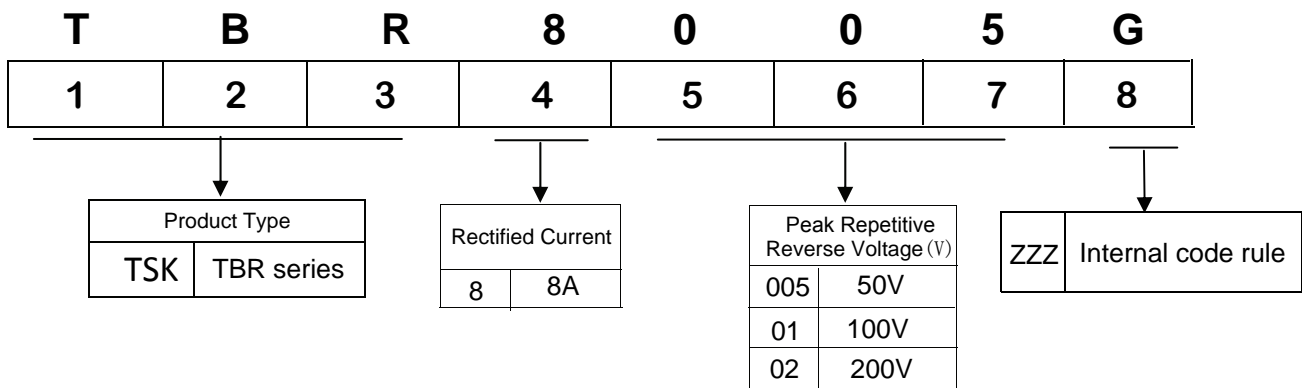 T B R 8 0 0 5 G
1 2 3 4 5 6 7 8
Product Type
TSK TBR series
Rectified Current
8 8A
Peak Repetitive
Reverse Voltage(V)
005 50V
01 100V
02 200V
ZZZ Internal code rule